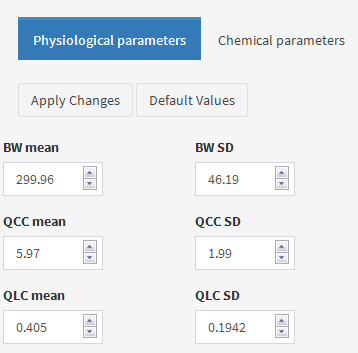 Physiological parameters Chemical parameters
Apply Changes Default Values
BW mean BW SD
299.96 46.19
QCC mean QCC SD
5.97 1.99
QLC mean QLC SD
0.405 0.1942